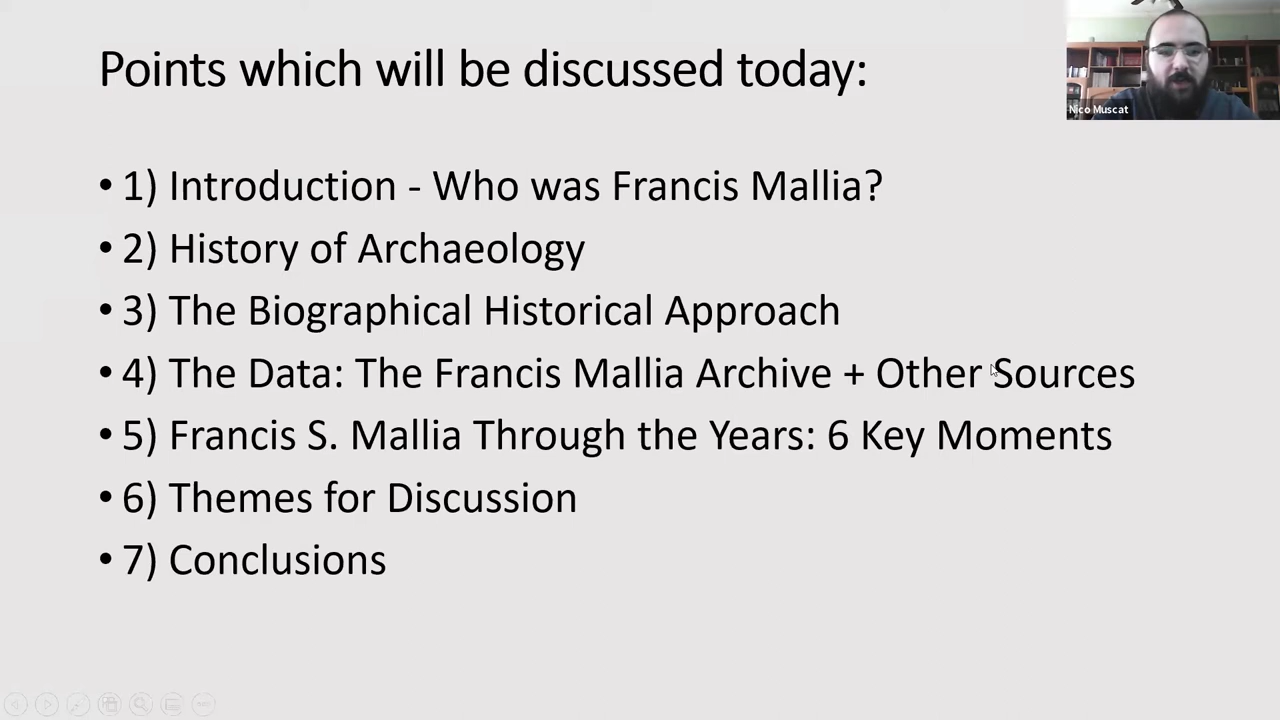 Points which will be discussed today:
Nico Muscat
• 1) Introduction - Who was Francis Mallia?
• 2) History of Archaeology
• 3) The Biographical Historical Approach
• 4) The Data: The Francis Mallia Archive + Other Sources
• 5) Francis S. Mallia Through the Years: 6 Key Moments
• 6) Themes for Discussion
• 7) Conclusions